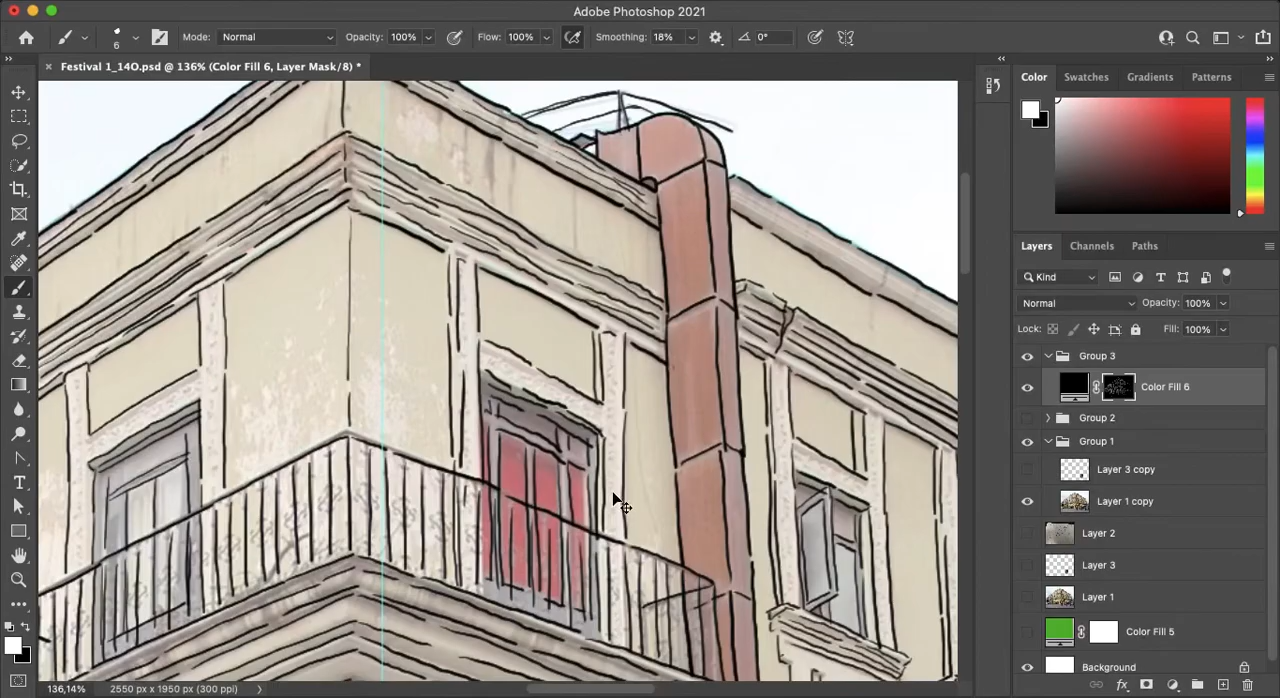 Adobe Photoshop 2021
6
Mode: Normal
Opacity: 100%
Flow: 100%
Smoothing: 18%
0°
Festival 1_14O.psd @ 136% (Color Fill 6, Layer Mask/8) *
Color
Swatches
Gradients
Patterns
Layers
Channels
Paths
Kind
Normal
Opacity: 100%
Lock:
Fill: 100%
Group 3
Color Fill 6
Group 2
Group 1
Layer 3 copy
Layer 1 copy
Layer 2
Layer 3
Layer 1
Color Fill 5
Background
136,14%
2550 px x 1950 px (300 ppi)